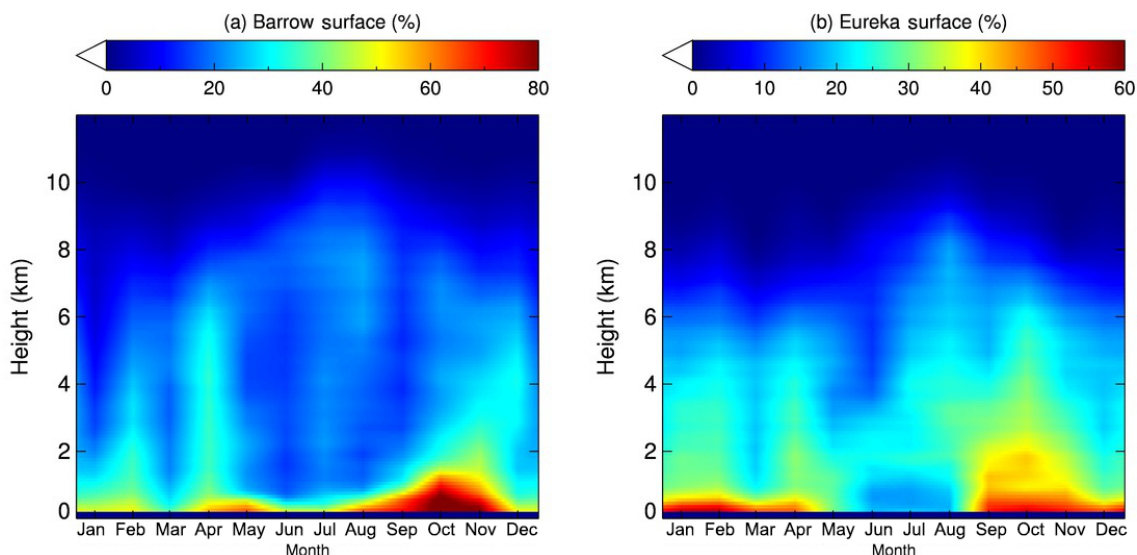 (a) Barrow surface (%)
0 20 40 60 80
Height (km)
10
8
6
4
2
0
Jan Feb Mar Apr May Jun Jul Aug Sep Oct Nov Dec
Month
(b) Eureka surface (%)
0 10 20 30 40 50 60
Height (km)
10
8
6
4
2
0
Jan Feb Mar Apr May Jun Jul Aug Sep Oct Nov Dec
Month